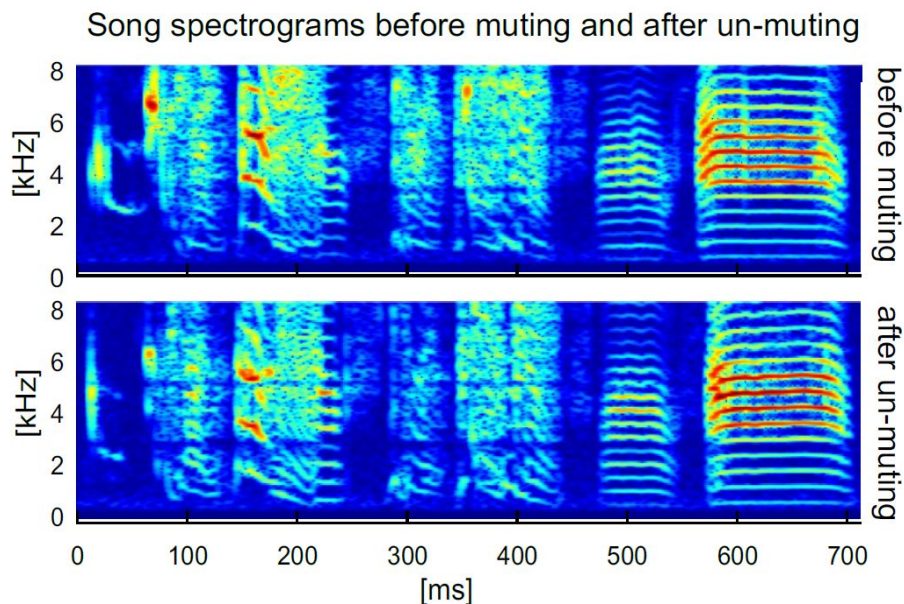 Song spectrograms before muting and after un-muting
8
6
4
2
0
[kHz]
before muting
8
6
4
2
0
[kHz]
after un-muting
0 100 200 300 400 500 600 700
[ms]